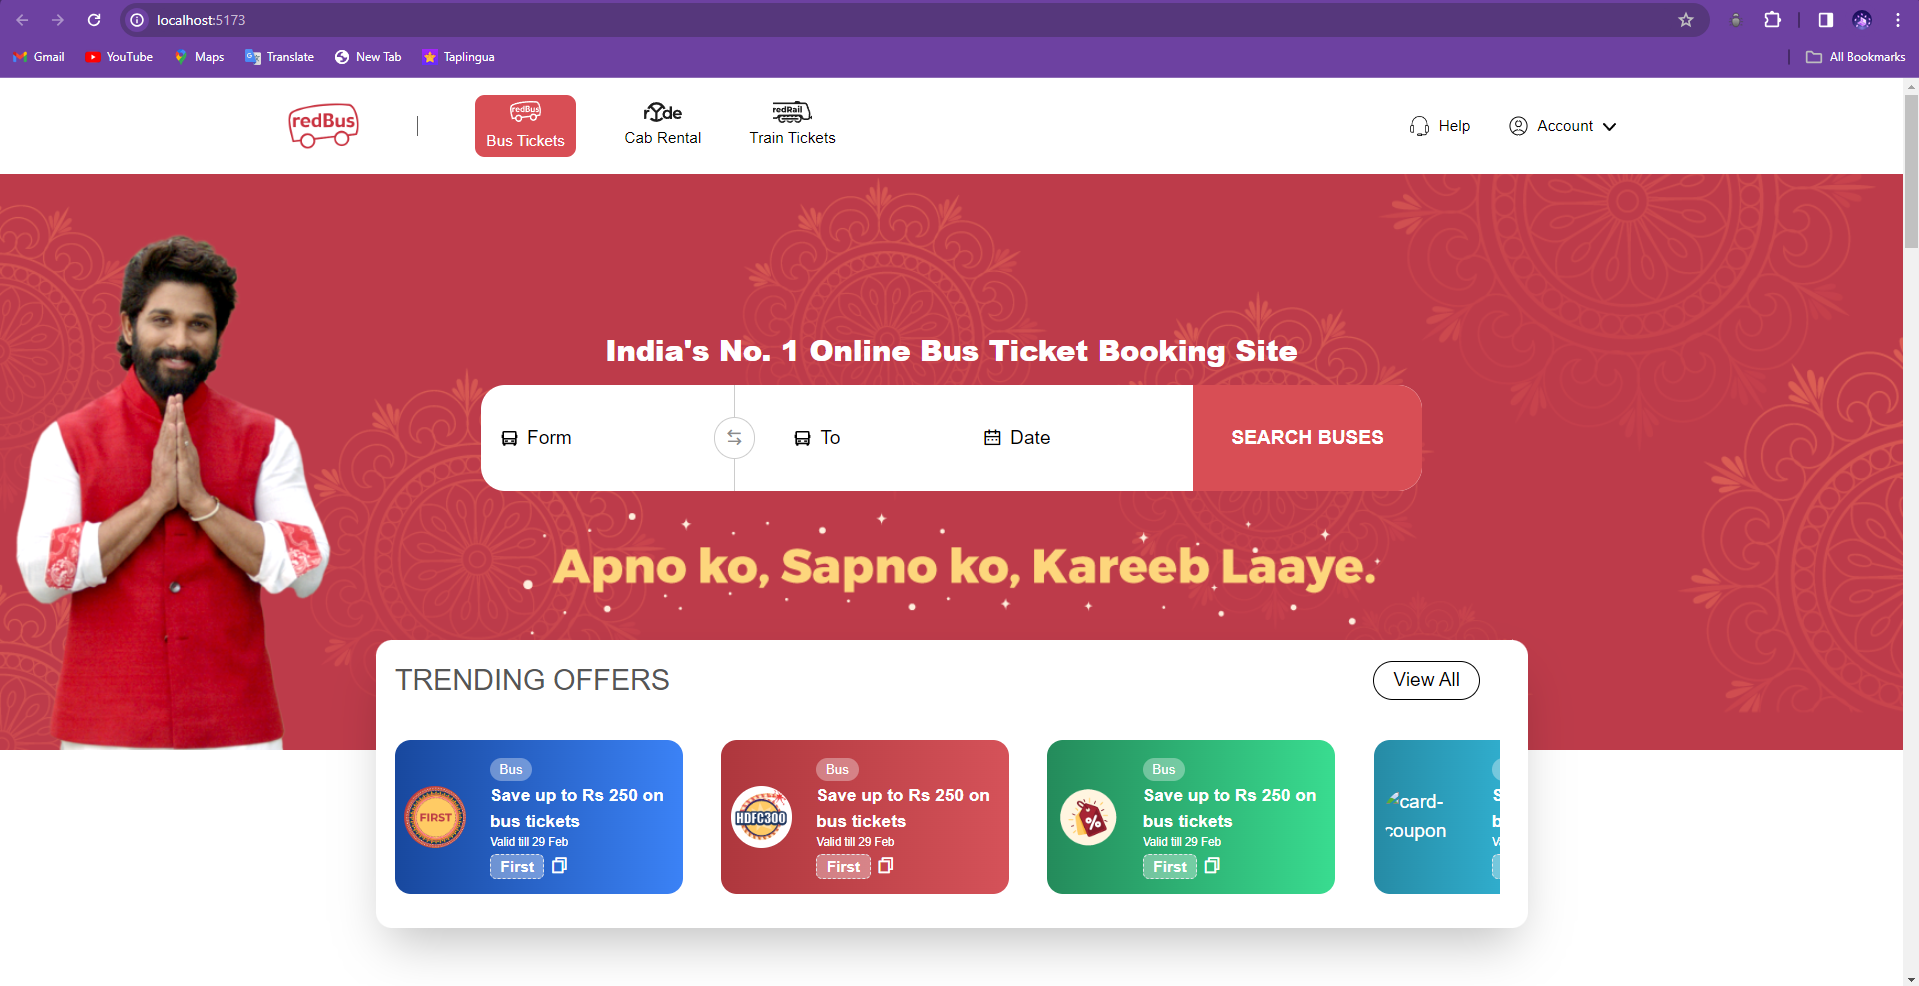 localhost:5173
Gmail YouTube Maps Translate New Tab Taplingua All Bookmarks
redBus
redBus
Bus Tickets
ryde
Cab Rental
redRail
Train Tickets
Help Account
India's No. 1 Online Bus Ticket Booking Site
Form To Date SEARCH BUSES
Apno ko, Sapno ko, Kareeb Laaye.
TRENDING OFFERS View All
FIRST
Bus
Save up to Rs 250 on
bus tickets
Valid till 29 Feb
First
HDFC300
Bus
Save up to Rs 250 on
bus tickets
Valid till 29 Feb
First
%
Bus
Save up to Rs 250 on
bus tickets
Valid till 29 Feb
First
card-
coupon